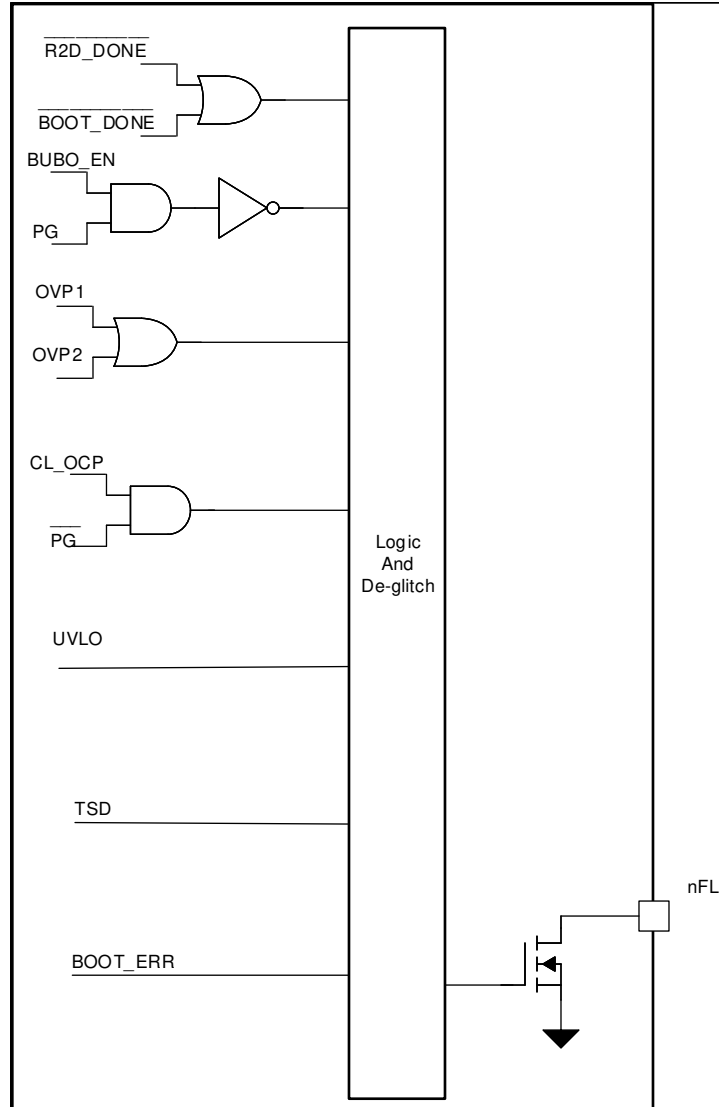 R2D_DONE
BOOT_DONE
BUBO_EN
PG
OVP1
OVP2
CL_OCP
PG
Logic
And
De-glitch
UVLO
TSD
nFL
BOOT_ERR